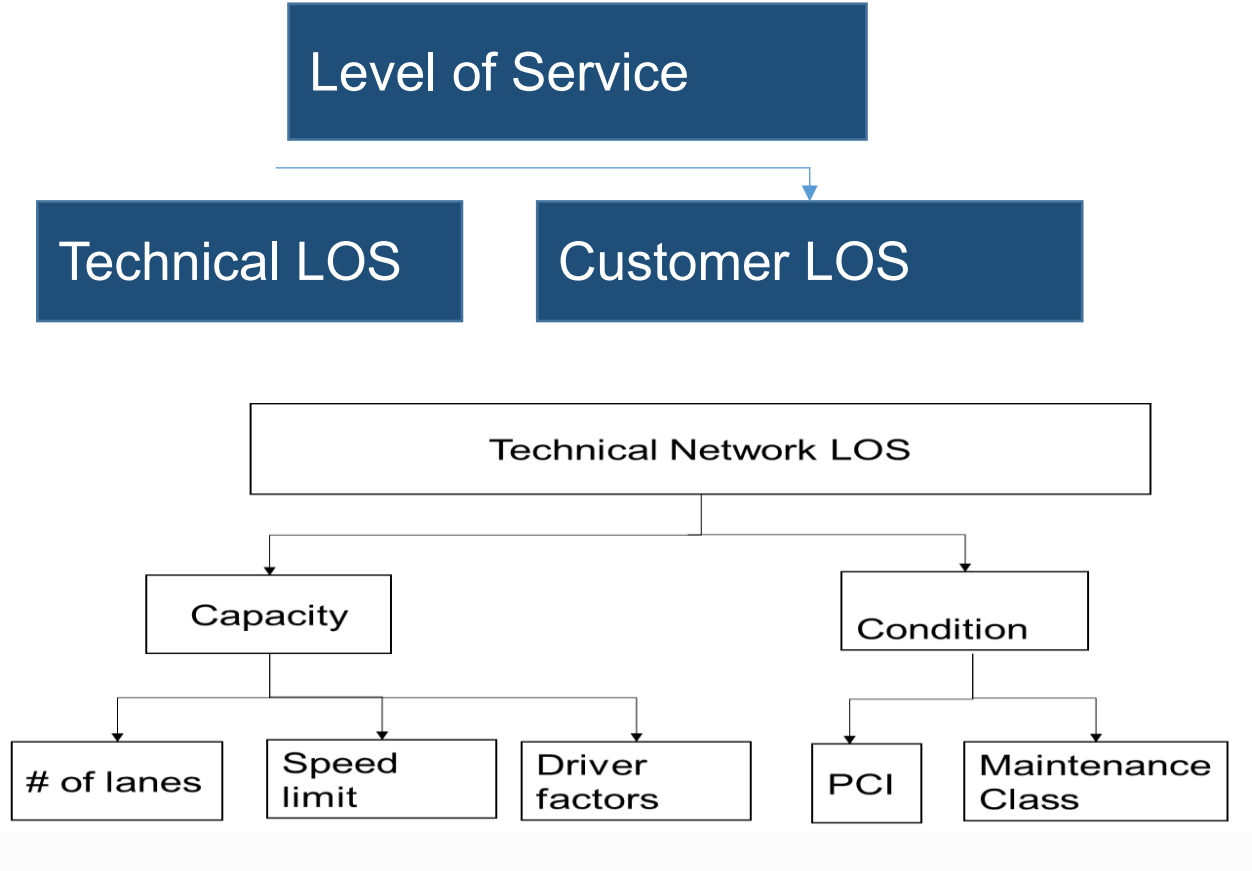 Level of Service
Technical LOS
Customer LOS
Technical Network LOS
Capacity
Condition
# of lanes
Speed
limit
Driver
factors
PCI
Maintenance
Class